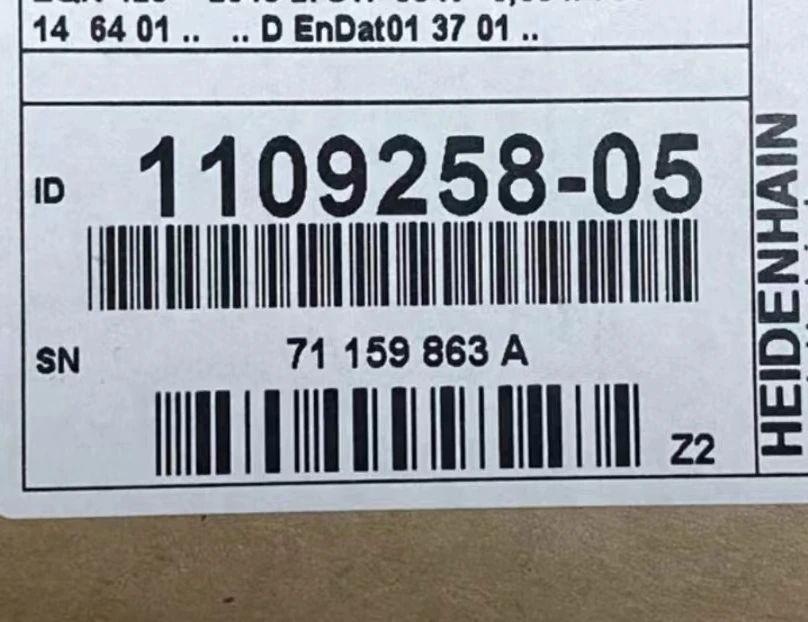 14 64 01 .. .. D EnDat01 37 01 ..
ID 1109258-05
SN 71 159 863 A
Z2
HEIDENHAIN